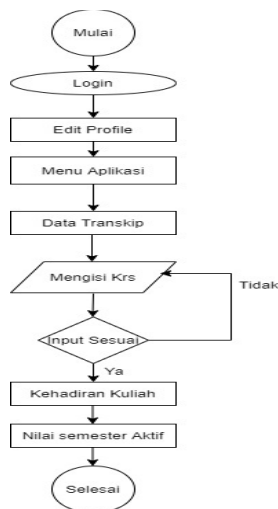 Mulai
Login
Edit Profile
Menu Aplikasi
Data Transkip
Mengisi Krs
Tidak
Input Sesuai
Ya
Kehadiran Kuliah
Nilai semester Aktif
Selesai